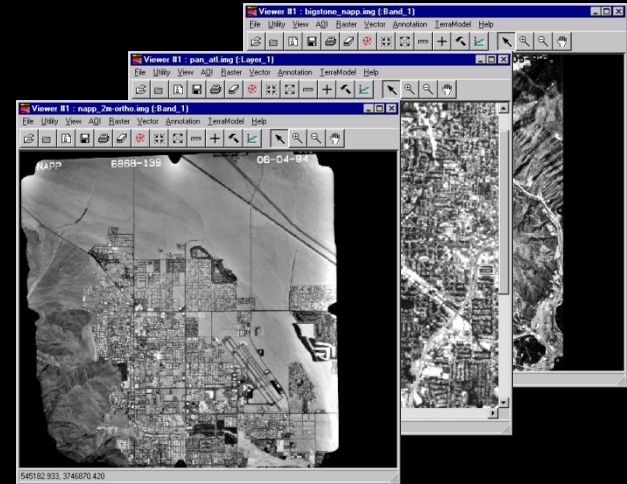 Viewer #1 : bigstone_napp.img (:Band_1)
File Utility View AOI Raster Vector Annotation TerraModel Help
Viewer #1 : pan_atl.img (:Layer_1)
File Utility View AOI Raster Vector Annotation TerraModel Help
Viewer #1 : napp_2m-ortho.img (:Band_1)
File Utility View AOI Raster Vector Annotation TerraModel Help
NAPP 6868-139 06-04-94
545182.933, 3746870.420